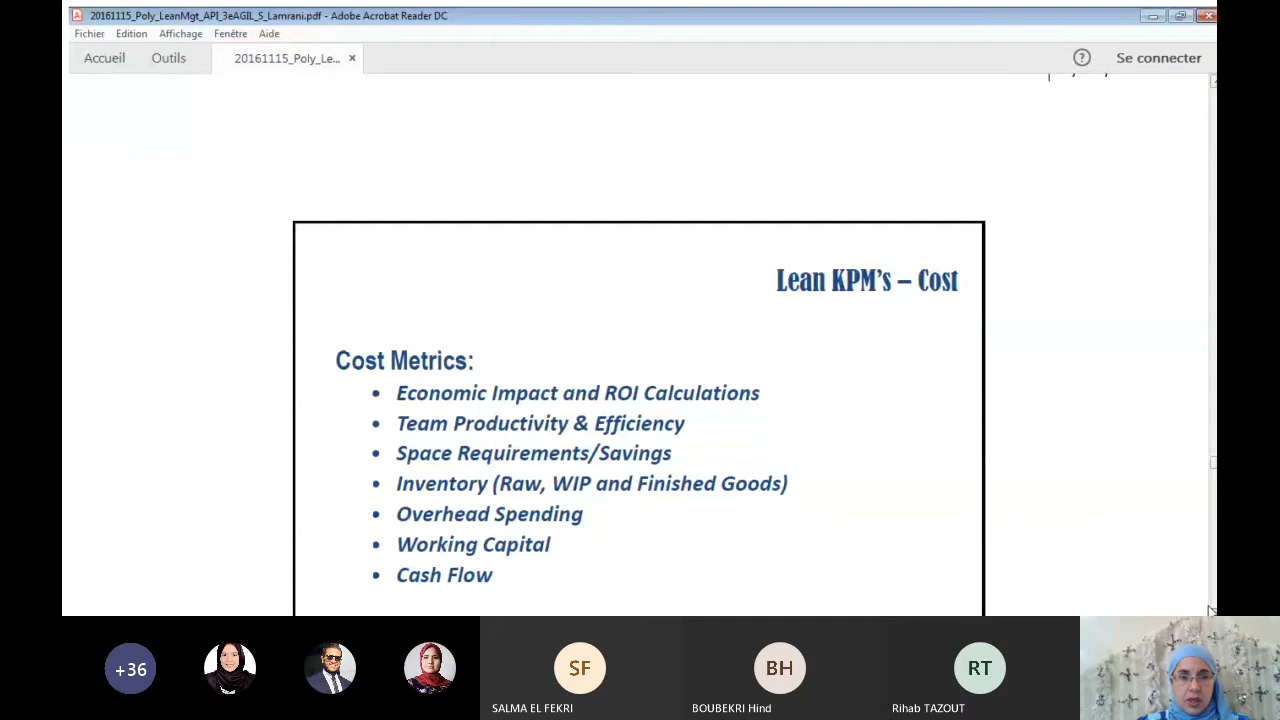 20161115_Poly_LeanMgt_API_3eAGIL_S_Lamrani.pdf - Adobe Acrobat Reader DC
Fichier Edition Affichage Fenêtre Aide
Accueil Outils 20161115_Poly_Le... × ? Se connecter
Lean KPM's – Cost
Cost Metrics:
• Economic Impact and ROI Calculations
• Team Productivity & Efficiency
• Space Requirements/Savings
• Inventory (Raw, WIP and Finished Goods)
• Overhead Spending
• Working Capital
• Cash Flow
+36 SF BH RT
SALMA EL FEKRI BOUBEKRI Hind Rihab TAZOUT